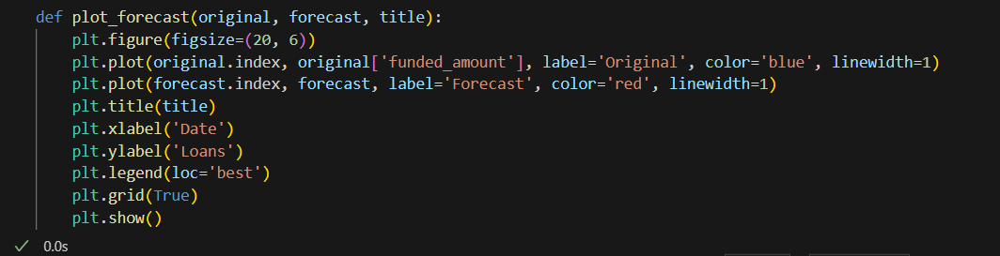 def plot_forecast(original, forecast, title):
    plt.figure(figsize=(20, 6))
    plt.plot(original.index, original['funded_amount'], label='Original', color='blue', linewidth=1)
    plt.plot(forecast.index, forecast, label='Forecast', color='red', linewidth=1)
    plt.title(title)
    plt.xlabel('Date')
    plt.ylabel('Loans')
    plt.legend(loc='best')
    plt.grid(True)
    plt.show()
✓ 0.0s